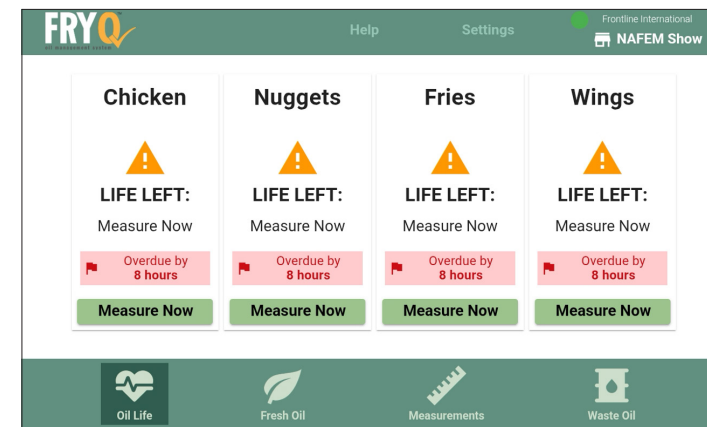 FRYQ
oil management system
Help
Settings
Frontline International
NAFEM Show
Chicken
LIFE LEFT:
Measure Now
Overdue by
8 hours
Measure Now
Nuggets
LIFE LEFT:
Measure Now
Overdue by
8 hours
Measure Now
Fries
LIFE LEFT:
Measure Now
Overdue by
8 hours
Measure Now
Wings
LIFE LEFT:
Measure Now
Overdue by
8 hours
Measure Now
Oil Life
Fresh Oil
Measurements
Waste Oil